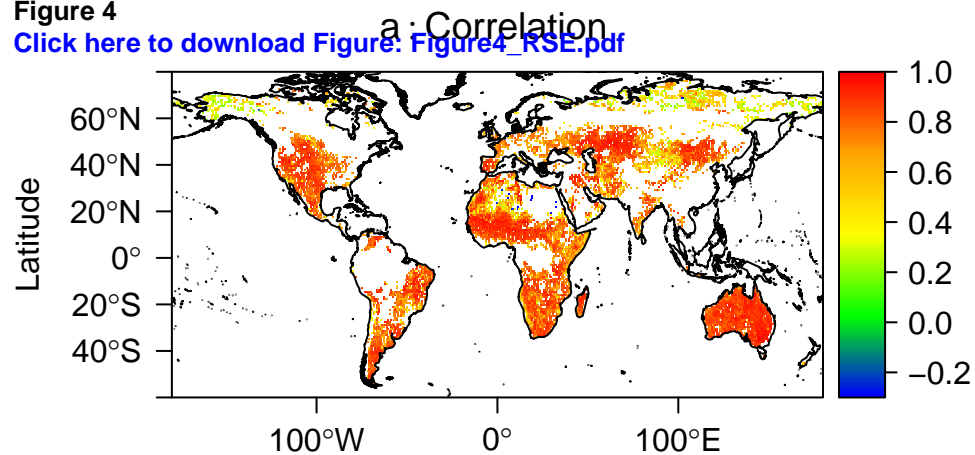 Figure 4
a : Correlation
Click here to download Figure: Figure4_RSE.pdf
Latitude
60°N
40°N
20°N
0°
20°S
40°S
100°W
0°
100°E
1.0
0.8
0.6
0.4
0.2
0.0
−0.2